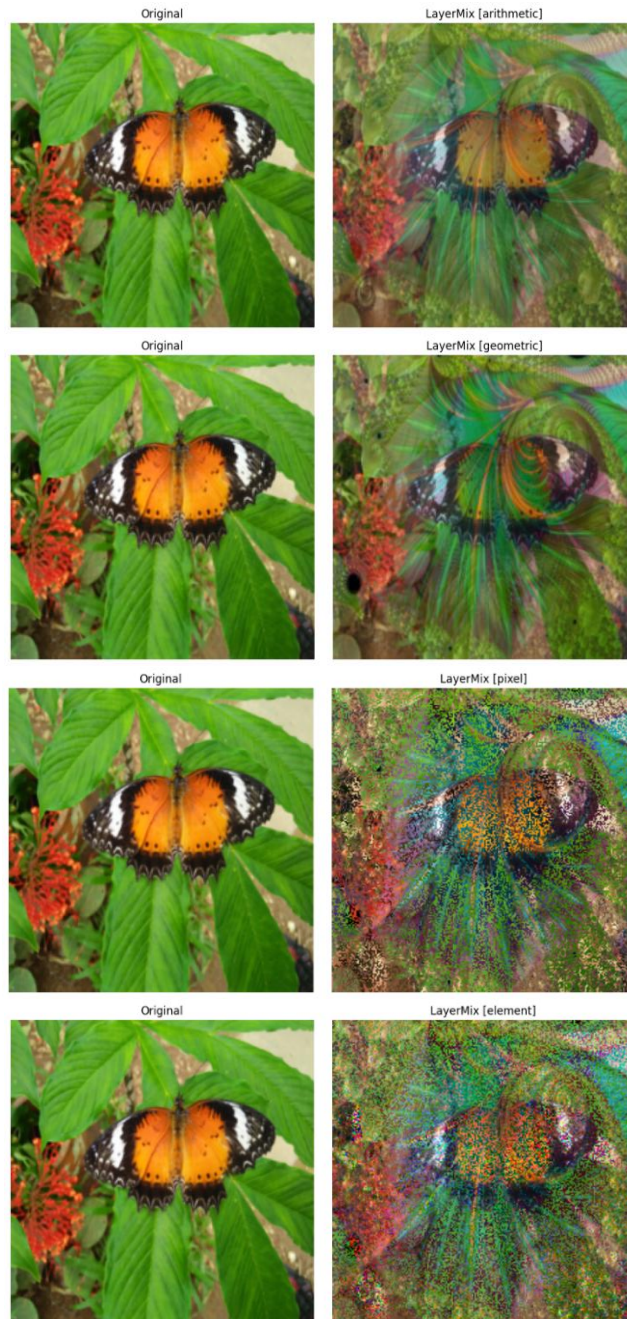 Original
LayerMix [arithmetic]
Original
LayerMix [geometric]
Original
LayerMix [pixel]
Original
LayerMix [element]